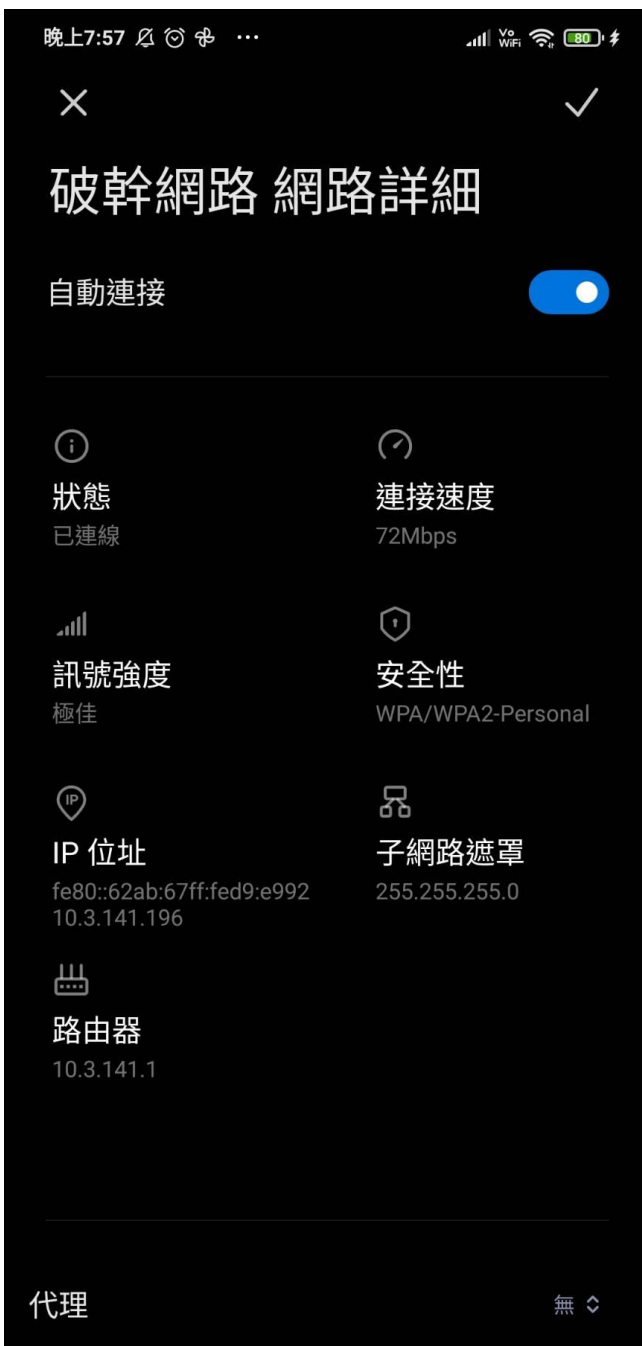 晚上7:57 ...
Vo WiFi 80
破幹網路 網路詳細
自動連接
狀態
連接速度
已連線
72Mbps
訊號強度
安全性
極佳
WPA/WPA2-Personal
IP
IP 位址
子網路遮罩
fe80::62ab:67ff:fed9:e992
255.255.255.0
10.3.141.196
路由器
10.3.141.1
代理
無